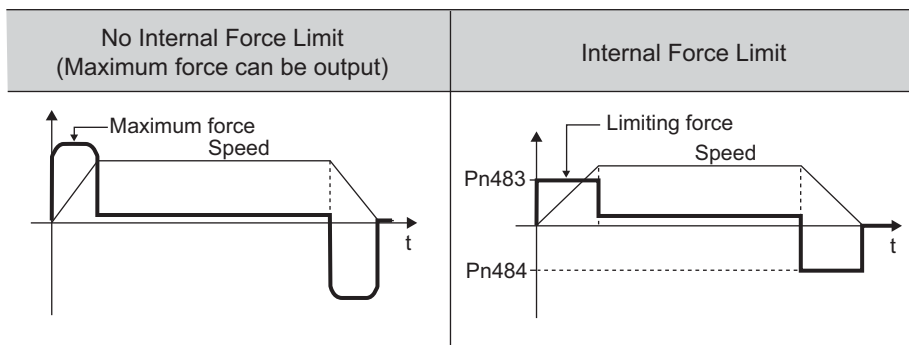 No Internal Force Limit
(Maximum force can be output)
Internal Force Limit
Maximum force
Speed
t
Limiting force
Speed
Pn483
t
Pn484